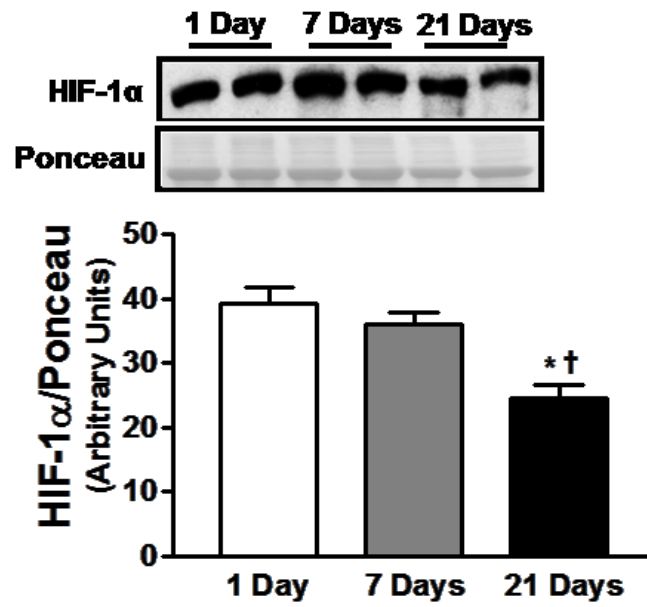 1 Day 7 Days 21 Days
HIF-1α
Ponceau
HIF-1α/Ponceau
(Arbitrary Units)
50
40
30
20
10
0
* †
1 Day 7 Days 21 Days